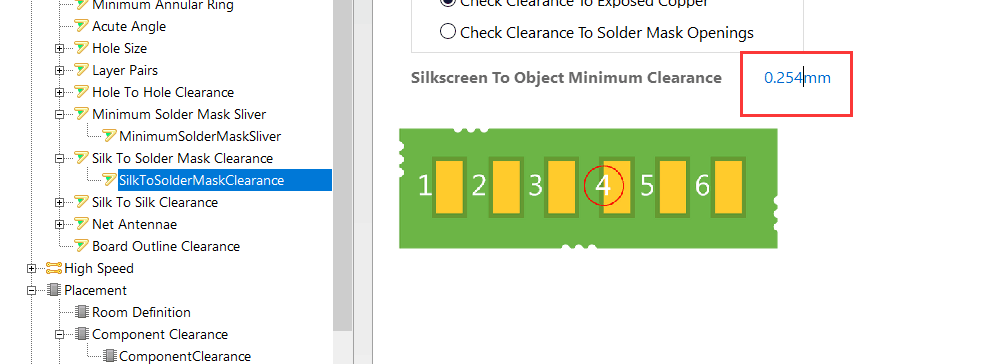 Minimum Annular Ring
Acute Angle
Hole Size
Layer Pairs
Hole To Hole Clearance
Minimum Solder Mask Sliver
MinimumSolderMaskSliver
Silk To Solder Mask Clearance
SilkToSolderMaskClearance
Silk To Silk Clearance
Net Antennae
Board Outline Clearance
High Speed
Placement
Room Definition
Component Clearance
ComponentClearance
Check Clearance To Exposed Copper
Check Clearance To Solder Mask Openings
Silkscreen To Object Minimum Clearance 0.254mm
1 2 3 4 5 6